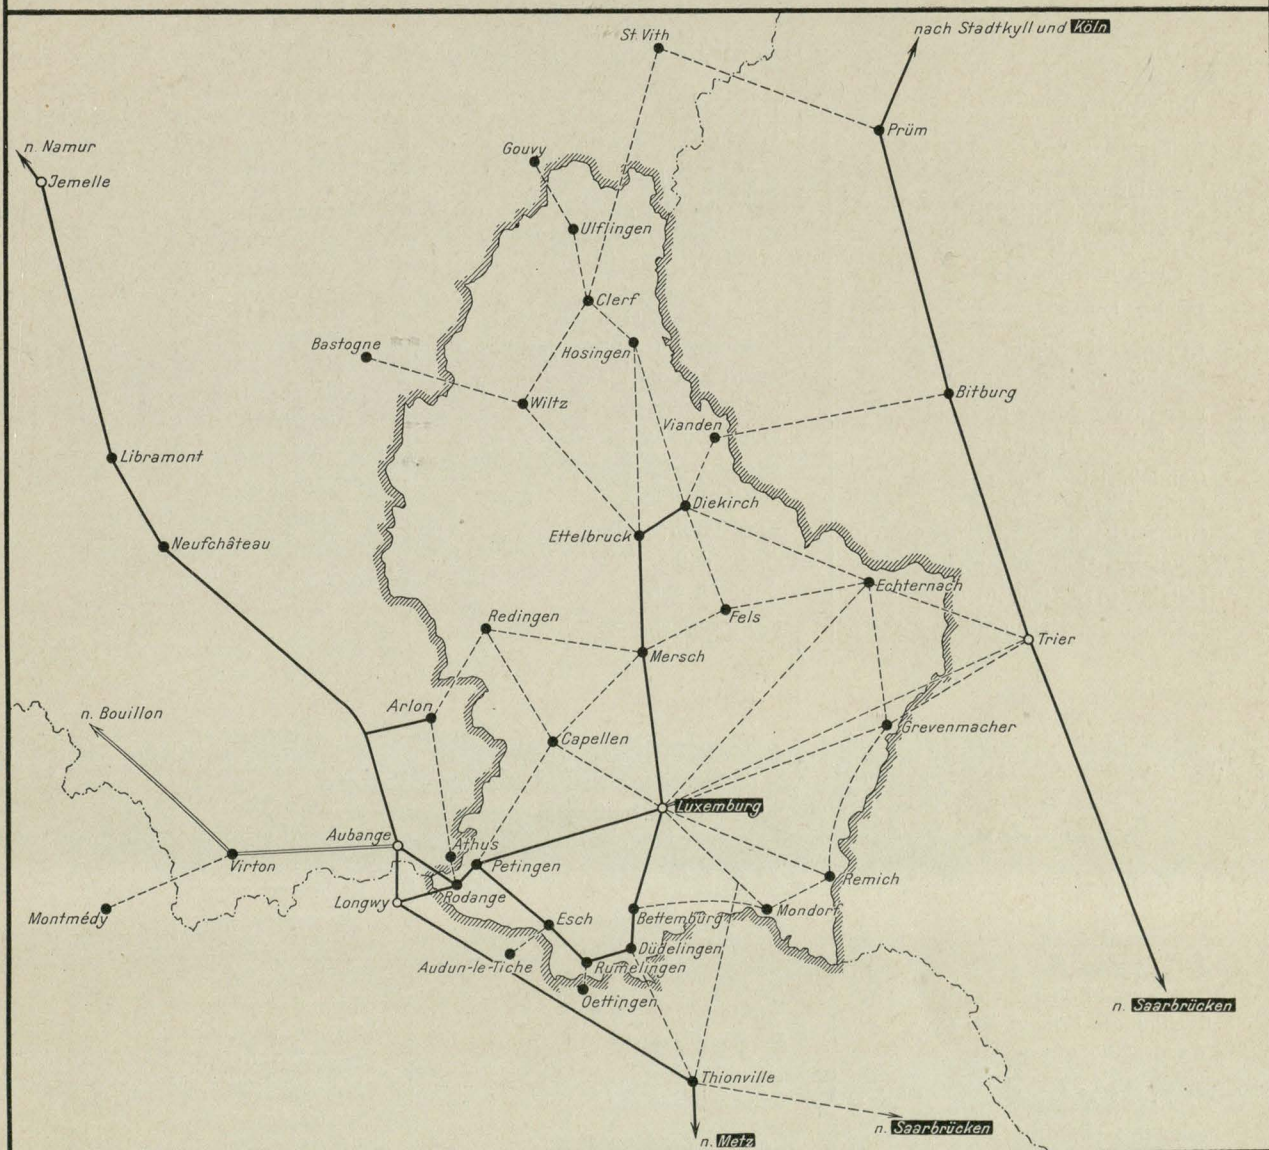 nach Stadtkyll und Köln
St. Vith
Prüm
n. Namur
Jemelle
Gouvy
Ulflingen
Clerf
Bastogne
Hosingen
Wiltz
Bitburg
Vianden
Libramont
Diekirch
Ettelbruck
Neufchâteau
Echternach
Redingen
Fels
Trier
Mersch
Arlon
n. Bouillon
Capellen
Grevenmacher
Luxemburg
Aubange
Athus
Virton
Petingen
Remich
Rodange
Longwy
Montmédy
Esch
Bettemburg
Mondorf
Düdelingen
Audun-le-Tiche
Rumelingen
Oettingen
n. Saarbrücken
Thionville
n. Saarbrücken
n. Metz